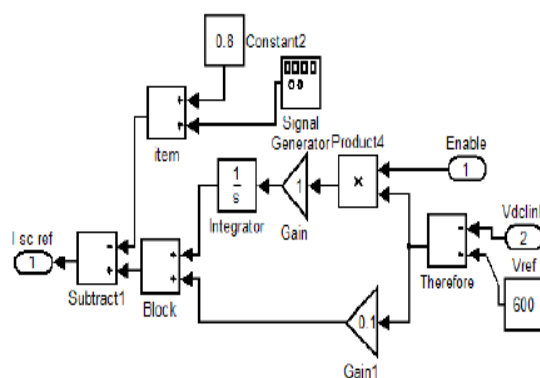 0.8
Constant2
Signal
Generator
item
Product4
Enable
1
×
1
Gain
1
s
Integrator
Vdclink
2
Vref
600
Therefore
I sc ref
1
Subtract1
Block
0.1
Gain1